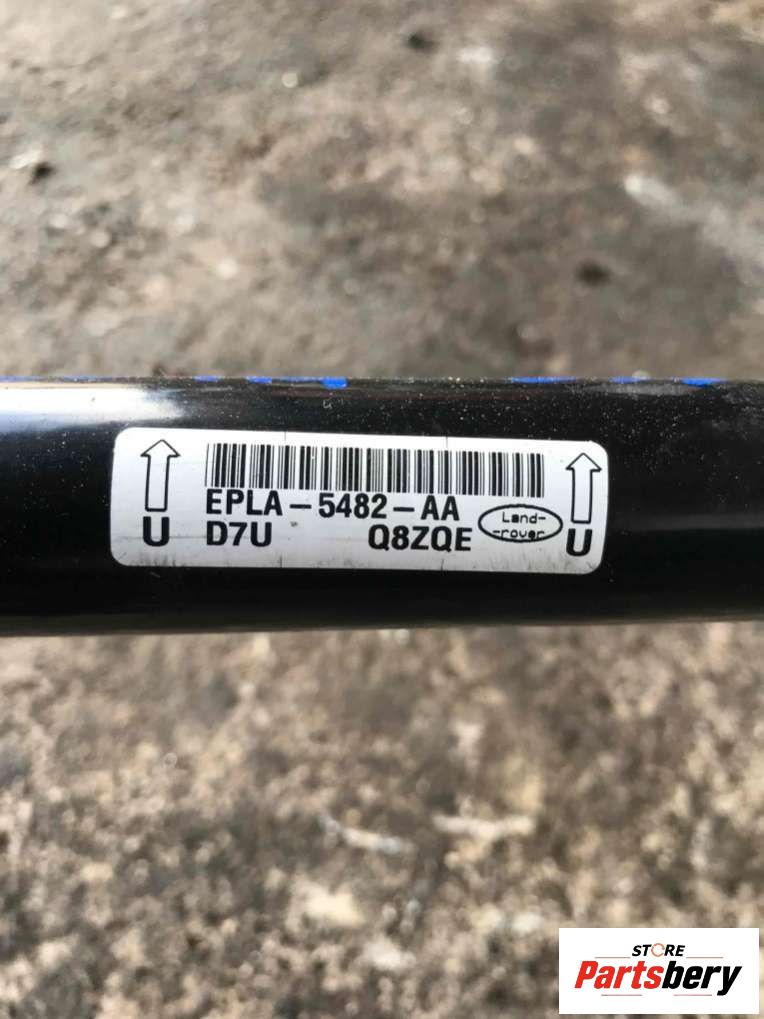 EPLA-5482-AA
D7U Q8ZQE
Land-
-rover
U U
STORE
Partsbery